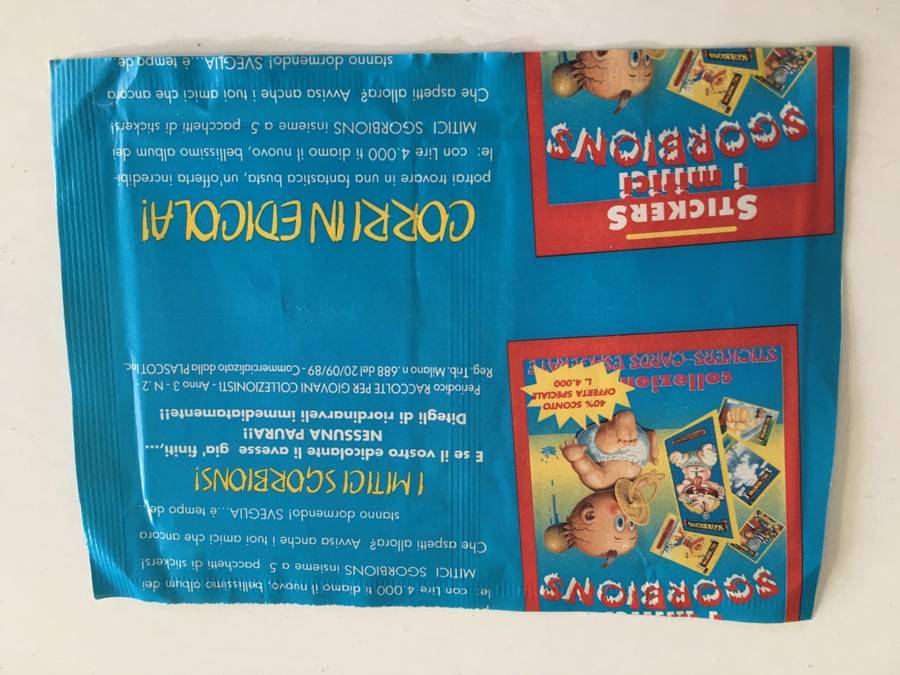 SGORBIONS
SGORBIONS
40% SCONTO
OFFERTA SPECIALE
L. 4.000
collezion
STICKERS-CARDS
STICKERS
i mitici
SGORBIONS
SGORBIONS
le: con Lire 4 000 ti diamo il nuovo, bellissimo album dei
MITICI SGORBIONS insieme a 5 pacchetti di stickers!
Che aspetti allora? Avvisa anche i tuoi amici che ancora
stanno dormendo! SVEGLIA...è tempo de..
I MITICI SGORBIONS!
E se il vostro edicolante li avesse gia' finiti,...
NESSUNA PAURA!!
Ditegli di riordinarveli immediatamente!!
Periodico RACCOLTE PER GIOVANI COLLEZIONISTI - Anno 3 N - 2 -
Reg. Trib. Milano n. 688 del 20/09/89 - Commercializzato dalla PLASCOT Inc.
CORRI IN EDICOLA!
potrai trovare in una fantastica busta, un'offerta incredibi-
le: con Lire 4.000 ti diamo il nuovo, bellissimo album dei
MITICI SGORBIONS insieme a 5 pacchetti di stickers!
Che aspetti allora? Avvisa anche i tuoi amici che ancora
stanno dormendo! SVEGLIA...è tempo de